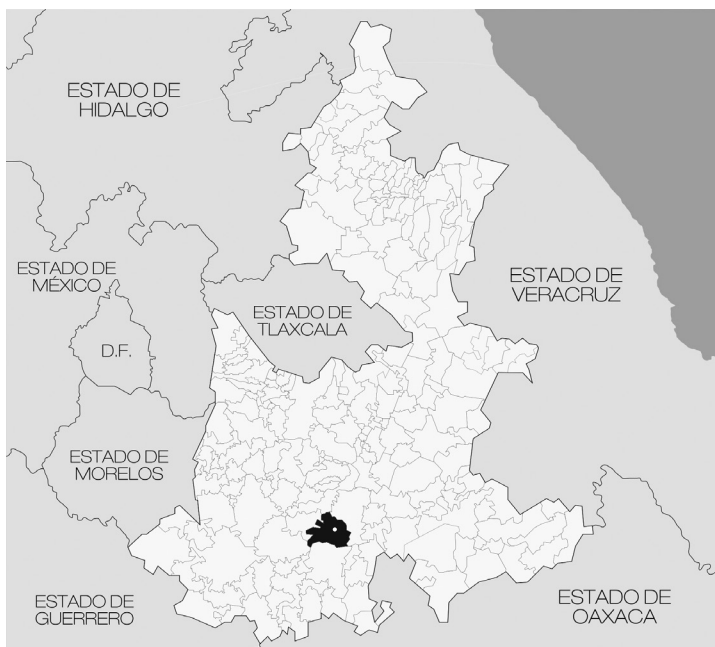 ESTADO DE
HIDALGO
ESTADO DE
MÉXICO
ESTADO DE
VERACRUZ
ESTADO DE
TLAXCALA
D.F.
ESTADO DE
MORELOS
ESTADO DE
GUERRERO
ESTADO DE
OAXACA